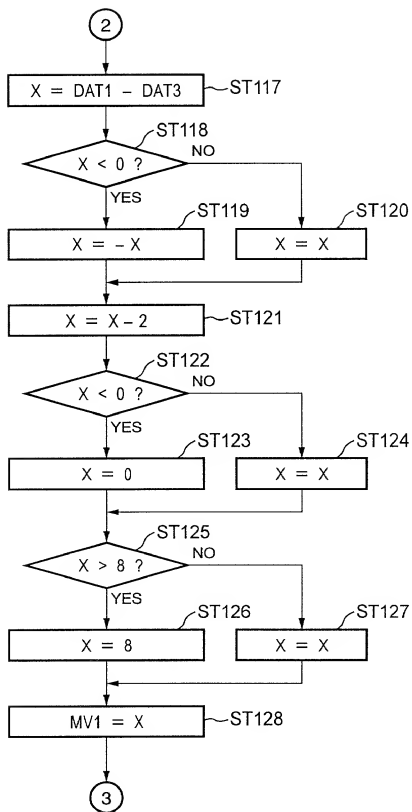 2
X = DAT1 - DAT3
ST117
ST118
X < 0 ?
NO
YES
ST119
X = -X
ST120
X = X
X = X-2
ST121
ST122
X < 0 ?
NO
YES
ST123
X = 0
ST124
X = X
ST125
X > 8 ?
NO
YES
ST126
X = 8
ST127
X = X
MV1 = X
ST128
3